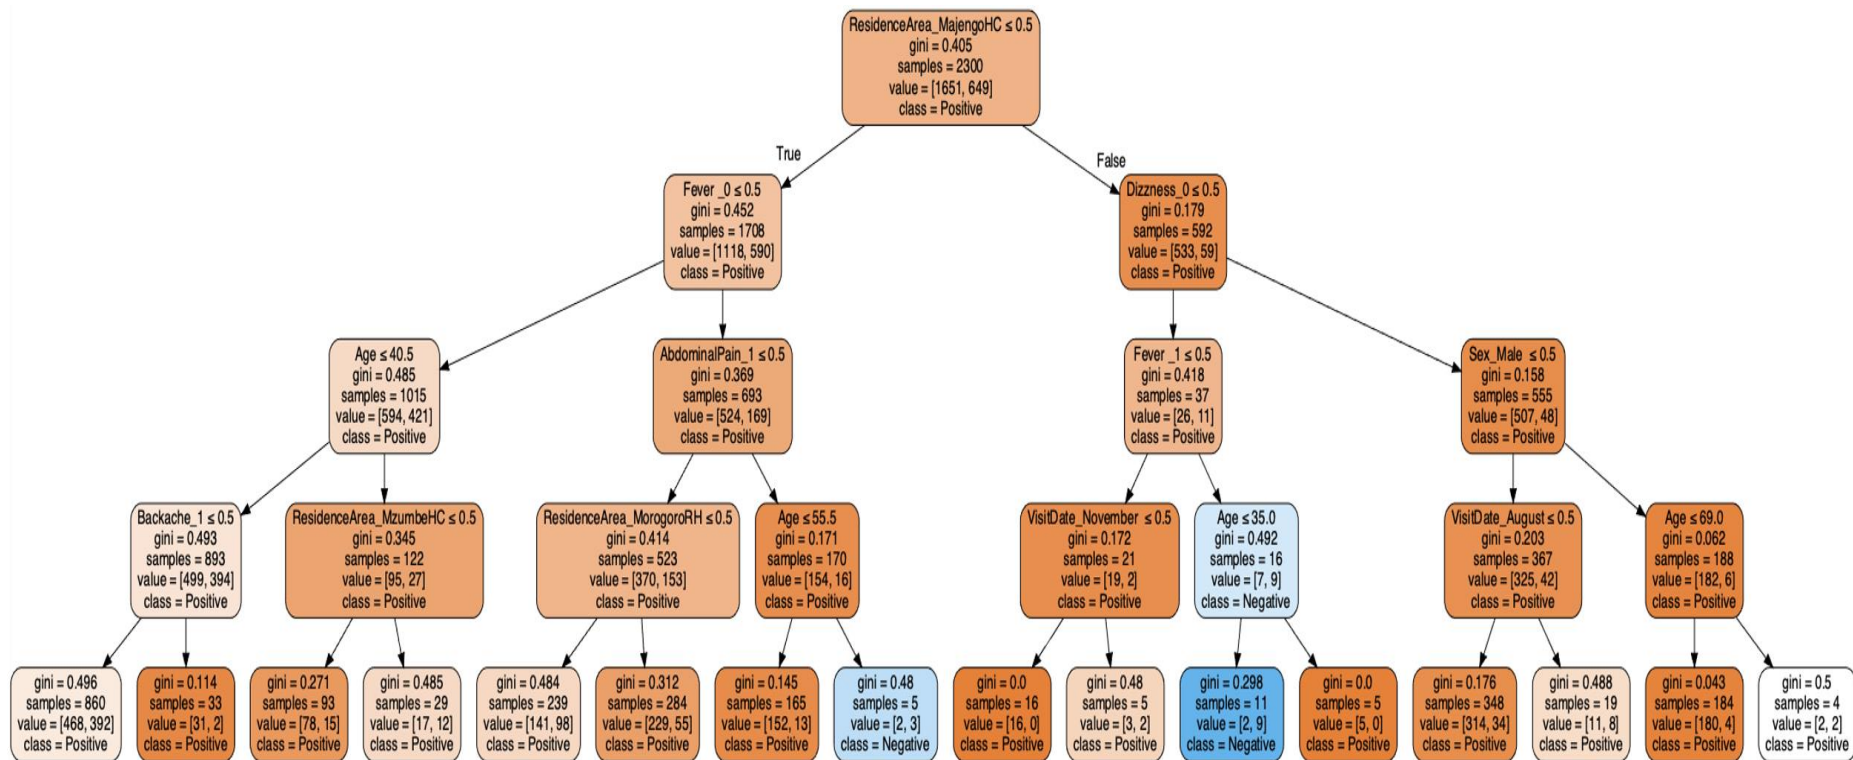 ResidenceArea_MajengoHC ≤ 0.5
gini = 0.405
samples = 2300
value = [1651, 649]
class = Positive
True
False
Fever _0 ≤ 0.5
gini = 0.452
samples = 1708
value = [1118, 590]
class = Positive
Dizzness_0 ≤ 0.5
gini = 0.179
samples = 592
value = [533, 59]
class = Positive
Age ≤ 40.5
gini = 0.485
samples = 1015
value = [594, 421]
class = Positive
AbdominalPain_1 ≤ 0.5
gini = 0.369
samples = 693
value = [524, 169]
class = Positive
Fever _1 ≤ 0.5
gini = 0.418
samples = 37
value = [26, 11]
class = Positive
Sex_Male ≤ 0.5
gini = 0.158
samples = 555
value = [507, 48]
class = Positive
Backache_1 ≤ 0.5
gini = 0.493
samples = 893
value = [499, 394]
class = Positive
ResidenceArea_MzumbeHC ≤ 0.5
gini = 0.345
samples = 122
value = [95, 27]
class = Positive
ResidenceArea_MorogoroRH ≤ 0.5
gini = 0.414
samples = 523
value = [370, 153]
class = Positive
Age ≤ 55.5
gini = 0.171
samples = 170
value = [154, 16]
class = Positive
VisitDate_November ≤ 0.5
gini = 0.172
samples = 21
value = [19, 2]
class = Positive
Age ≤ 35.0
gini = 0.492
samples = 16
value = [7, 9]
class = Negative
VisitDate_August ≤ 0.5
gini = 0.203
samples = 367
value = [325, 42]
class = Positive
Age ≤ 69.0
gini = 0.062
samples = 188
value = [182, 6]
class = Positive
gini = 0.496
samples = 860
value = [468, 392]
class = Positive
gini = 0.114
samples = 33
value = [31, 2]
class = Positive
gini = 0.271
samples = 93
value = [78, 15]
class = Positive
gini = 0.485
samples = 29
value = [17, 12]
class = Positive
gini = 0.484
samples = 239
value = [141, 98]
class = Positive
gini = 0.312
samples = 284
value = [229, 55]
class = Positive
gini = 0.145
samples = 165
value = [152, 13]
class = Positive
gini = 0.48
samples = 5
value = [2, 3]
class = Negative
gini = 0.0
samples = 16
value = [16, 0]
class = Positive
gini = 0.48
samples = 5
value = [3, 2]
class = Positive
gini = 0.298
samples = 11
value = [2, 9]
class = Negative
gini = 0.0
samples = 5
value = [5, 0]
class = Positive
gini = 0.176
samples = 348
value = [314, 34]
class = Positive
gini = 0.488
samples = 19
value = [11, 8]
class = Positive
gini = 0.043
samples = 184
value = [180, 4]
class = Positive
gini = 0.5
samples = 4
value = [2, 2]
class = Positive